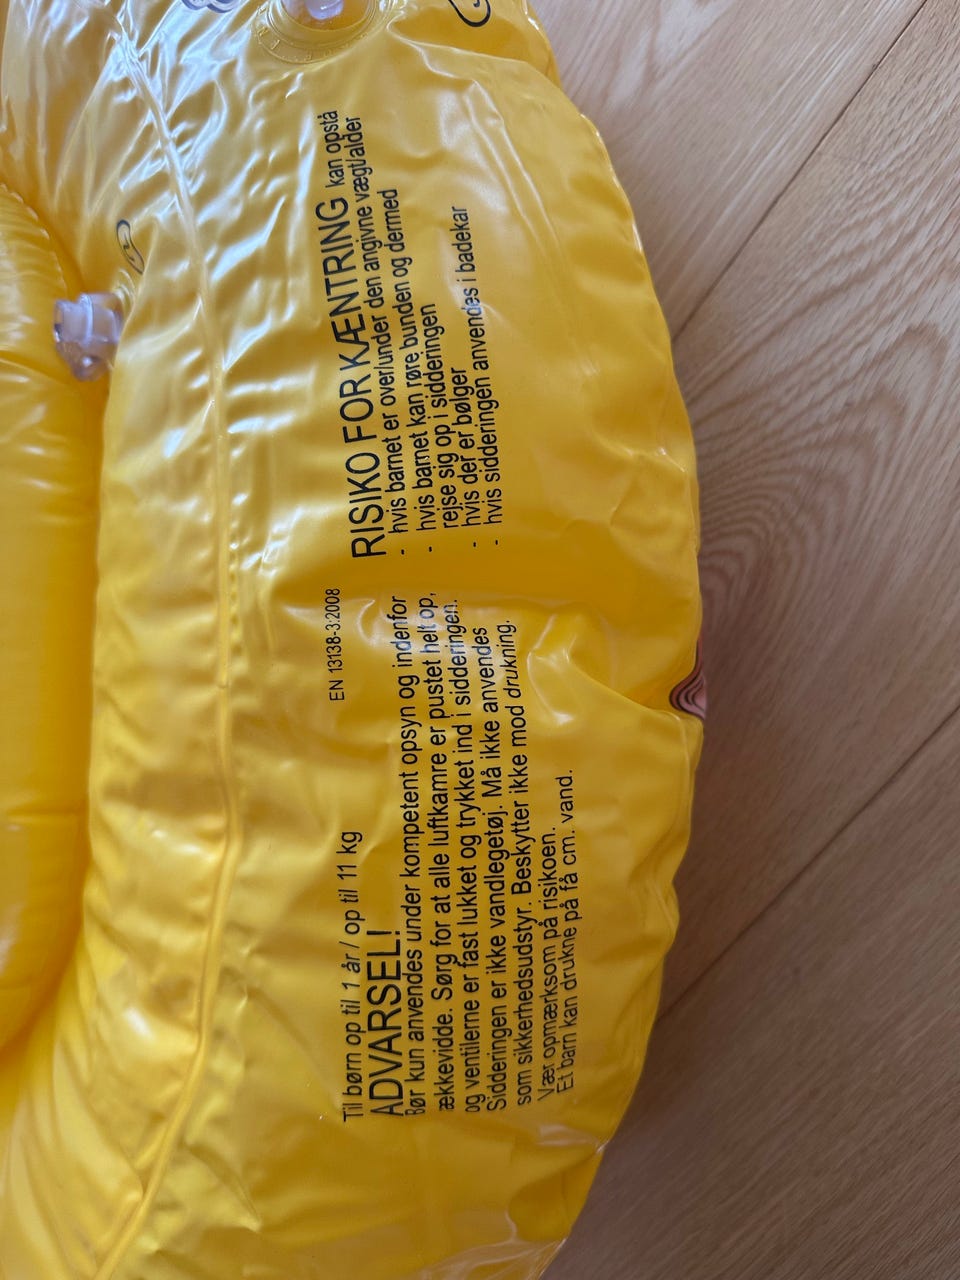 Til børn op til 1 år / op til 11 kg
EN 13138-3:2008
ADVARSEL!
Bør kun anvendes under kompetent opsyn og indenfor
rækkevidde. Sørg for at alle luftkamre er pustet helt op,
og ventilerne er fast lukket og trykket ind i sidderingen.
Sidderingen er ikke vandlegetøj. Må ikke anvendes
som sikkerhedsudstyr. Beskytter ikke mod drukning.
Vær opmærksom på risikoen.
Et barn kan drukne på få cm. vand.
RISIKO FOR KÆNTRING kan opstå
- hvis barnet er over/under den angivne vægt/alder
- hvis barnet kan røre bunden og dermed
rejse sig op i sidderingen
- hvis der er bølger
- hvis sidderingen anvendes i badekar